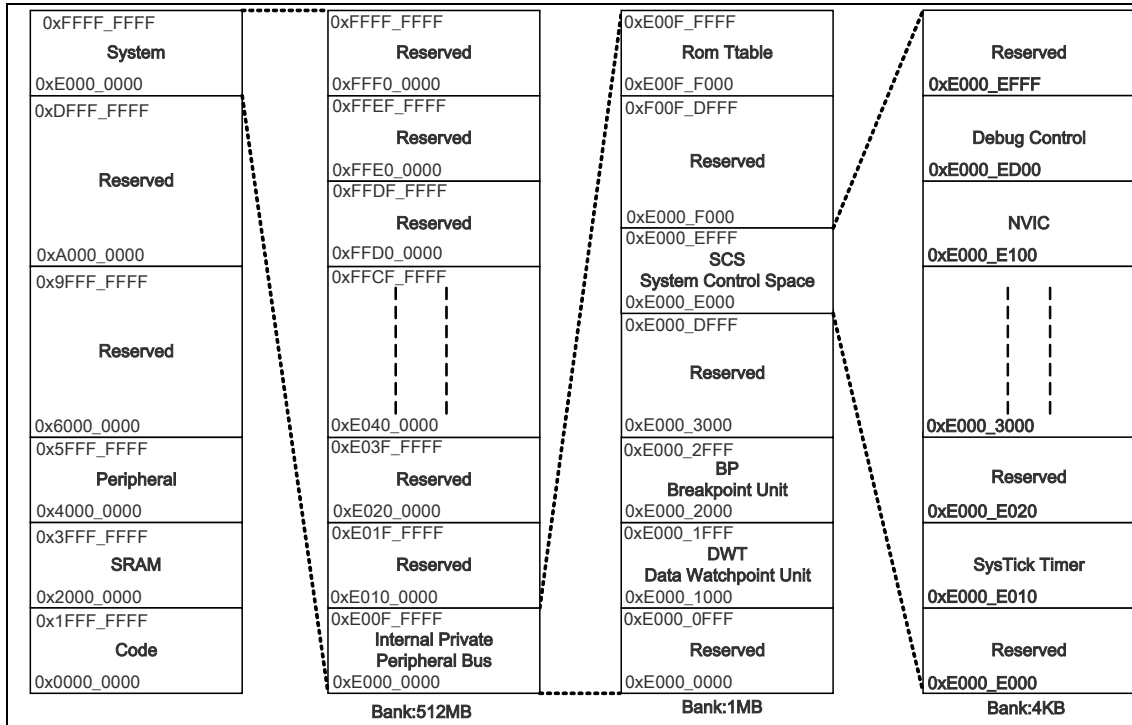 0xFFFF_FFFF
System
0xE000_0000
0xDFFF_FFFF
Reserved
0xA000_0000
0x9FFF_FFFF
Reserved
0x6000_0000
0x5FFF_FFFF
Peripheral
0x4000_0000
0x3FFF_FFFF
SRAM
0x2000_0000
0x1FFF_FFFF
Code
0x0000_0000
0xFFFF_FFFF
Reserved
0xFFF0_0000
0xFFEF_FFFF
Reserved
0xFFE0_0000
0xFFDF_FFFF
Reserved
0xFFD0_0000
0xFFCF_FFFF
0xE040_0000
0xE03F_FFFF
Reserved
0xE020_0000
0xE01F_FFFF
Reserved
0xE010_0000
0xE00F_FFFF
Internal Private
Peripheral Bus
0xE000_0000
Bank:512MB
0xE00F_FFFF
Rom Ttable
0xE00F_F000
0xF00F_DFFF
Reserved
0xE000_F000
0xE000_EFFF
SCS
System Control Space
0xE000_E000
0xE000_DFFF
Reserved
0xE000_3000
0xE000_2FFF
BP
Breakpoint Unit
0xE000_2000
0xE000_1FFF
DWT
Data Watchpoint Unit
0xE000_1000
0xE000_0FFF
Reserved
0xE000_0000
Bank:1MB
Reserved
0xE000_EFFF
Debug Control
0xE000_ED00
NVIC
0xE000_E100
0xE000_3000
Reserved
0xE000_E020
SysTick Timer
0xE000_E010
Reserved
0xE000_E000
Bank:4KB